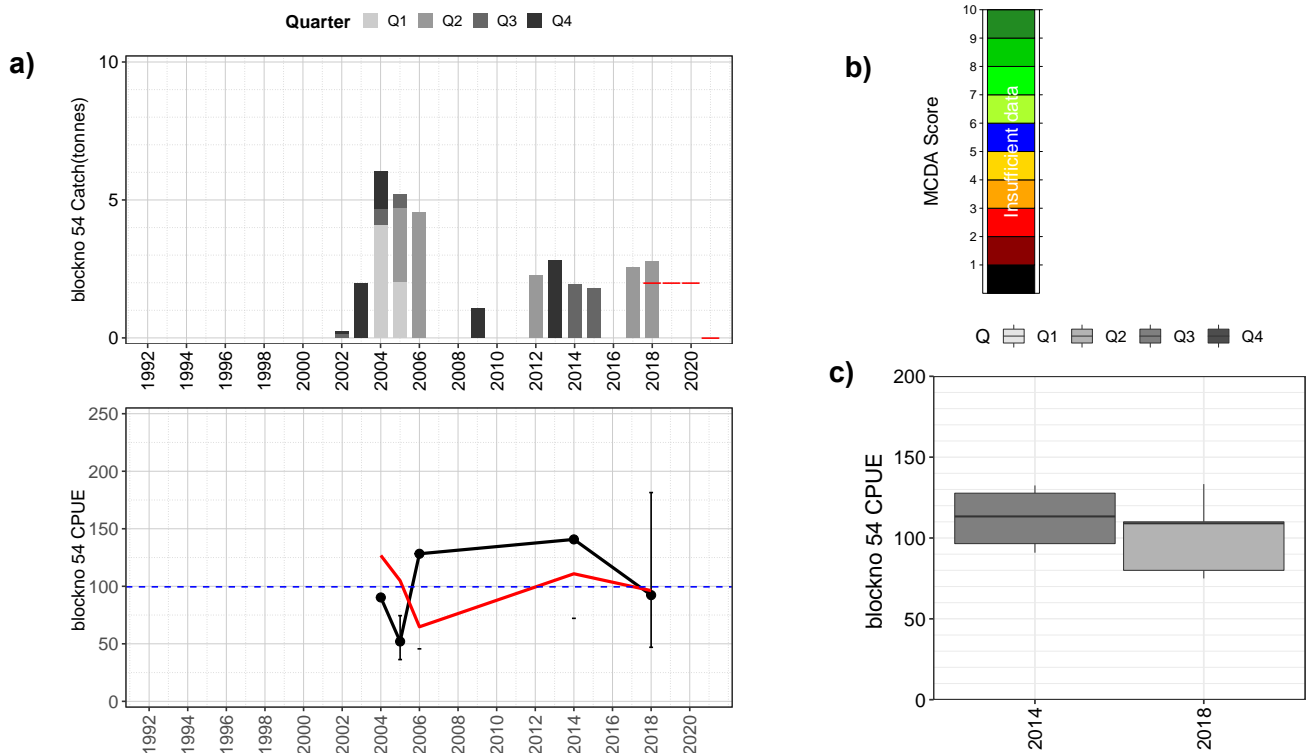 Quarter Q1 Q2 Q3 Q4
a)
blockno 54 Catch(tonnes)
10
5
0
1992 1994 1996 1998 2000 2002 2004 2006 2008 2010 2012 2014 2016 2018 2020
blockno 54 CPUE
250
200
150
100
50
0
1992 1994 1996 1998 2000 2002 2004 2006 2008 2010 2012 2014 2016 2018 2020
b)
MCDA Score
10
9
8
7
6
5
4
3
2
1
Insufficient data
Q Q1 Q2 Q3 Q4
c)
blockno 54 CPUE
200
150
100
50
0
2014 2018